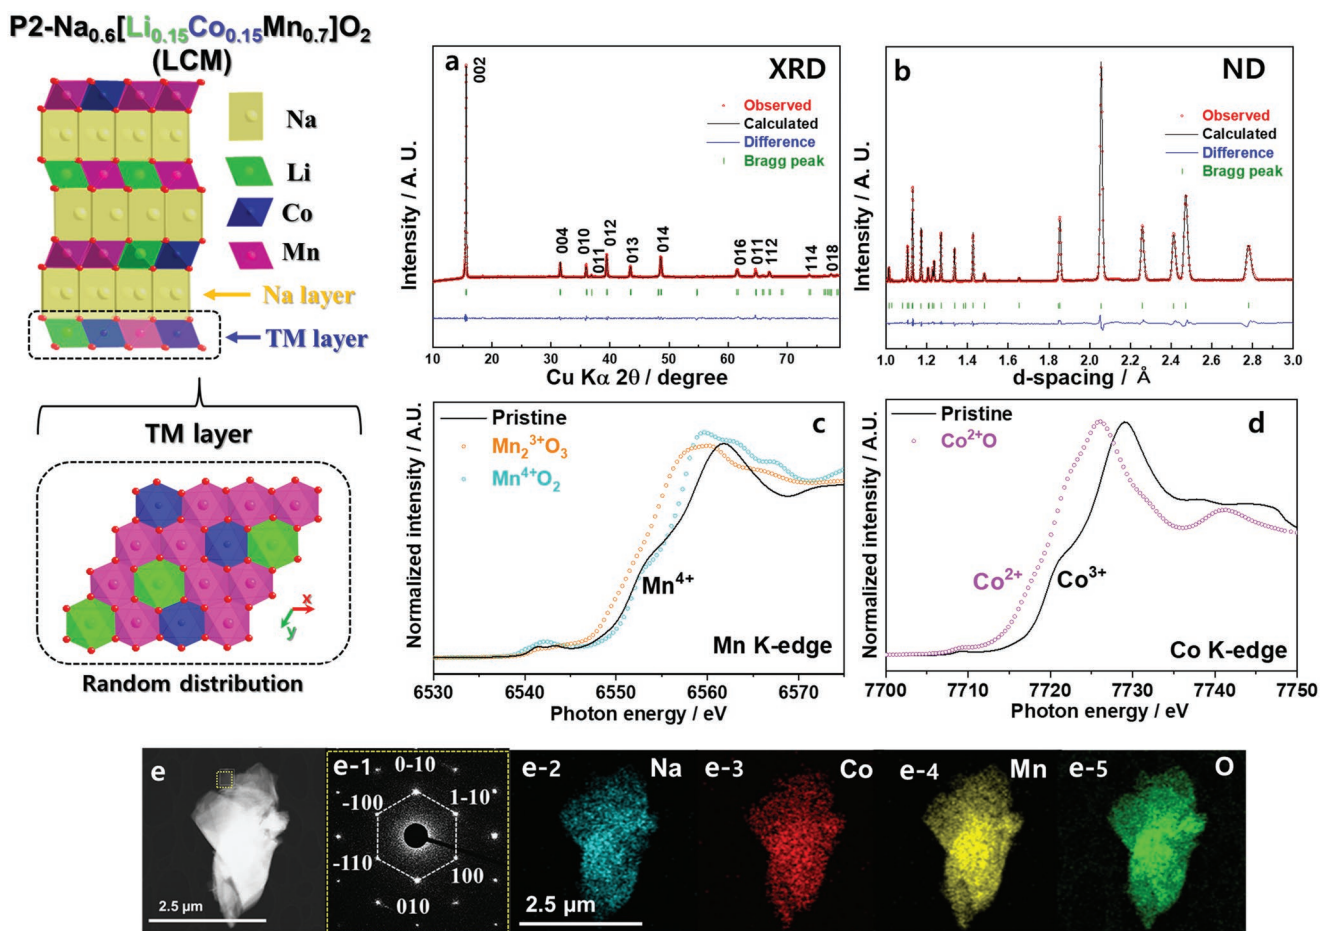 P2-Na0.6[Li0.15Co0.15Mn0.7]O2
(LCM)
Na
Li
Co
Mn
Na layer
TM layer
TM layer
x
y
Random distribution
a
XRD
002
Observed
Calculated
Difference
Bragg peak
004
010
011
012
013
014
016
011
112
114
018
Intensity / A. U.
10 20 30 40 50 60 70
Cu Kα 2θ / degree
b
ND
Observed
Calculated
Difference
Bragg peak
Intensity / A. U.
1.0 1.2 1.4 1.6 1.8 2.0 2.2 2.4 2.6 2.8 3.0
d-spacing / Å
c
Pristine
Mn2³⁺O3
Mn⁴⁺O2
Mn⁴⁺
Mn K-edge
Normalized intensity / A.U.
6530 6540 6550 6560 6570
Photon energy / eV
d
Pristine
Co²⁺O
Co²⁺
Co³⁺
Co K-edge
Normalized intensity / A.U.
7700 7710 7720 7730 7740 7750
Photon energy / eV
e
2.5 µm
e-1
0-10
-100
1-10
-110
100
010
e-2
Na
2.5 µm
e-3
Co
e-4
Mn
e-5
O